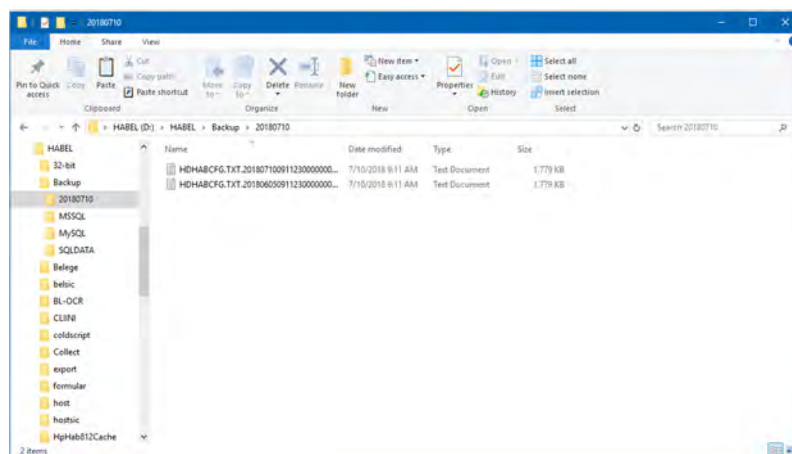 20180710
File Home Share View
Pin to Quick access
Copy
Paste
Cut
Copy path
Paste shortcut
Clipboard
Move to
Copy to
Delete
Rename
Organize
New folder
New item
Easy access
New
Properties
Open
Edit
History
Open
Select all
Select none
Invert selection
Select
HABEL (D:) › HABEL › Backup › 20180710
Search 20180710
HABEL
32-bit
Backup
20180710
MSSQL
MySQL
SQLDATA
Belege
belsic
BL-OCR
CLIINI
coldscript
Collect
export
formular
host
hostsic
HpHab812Cache
Name Date modified Type Size
HDHABCFG.TXT.201807100911230000000... 7/10/2018 9:11 AM Text Document 1,779 KB
HDHABCFG.TXT.201806050911230000000... 7/10/2018 9:11 AM Text Document 1,779 KB
2 items